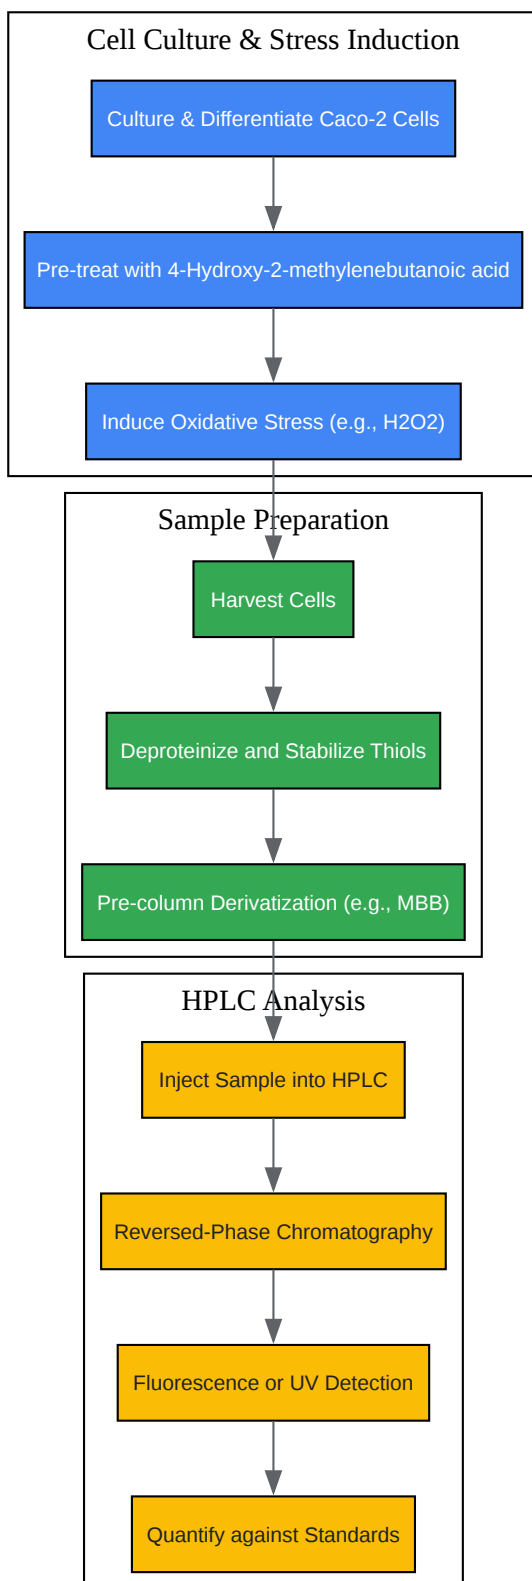 Cell Culture & Stress Induction
Culture & Differentiate Caco-2 Cells
Pre-treat with 4-Hydroxy-2-methylenebutanoic acid
Induce Oxidative Stress (e.g., H2O2)
Sample Preparation
Harvest Cells
Deproteinize and Stabilize Thiols
Pre-column Derivatization (e.g., MBB)
HPLC Analysis
Inject Sample into HPLC
Reversed-Phase Chromatography
Fluorescence or UV Detection
Quantify against Standards